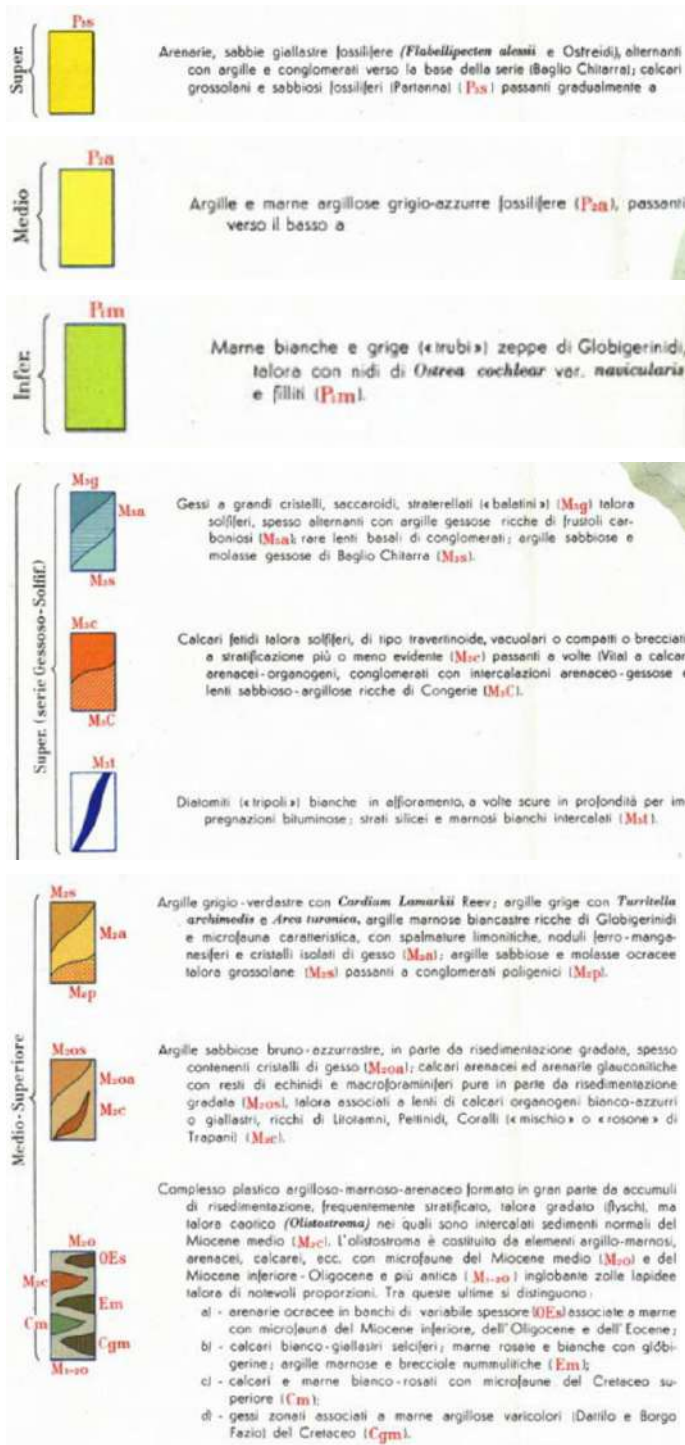 P₃s
Super.
Arenarie, sabbie giallastre fossilifere (Flabellipecten alessii e Ostreidi), alternanti
con argille e conglomerati verso la base della serie (Baglio Chitarra); calcari
grossolani e sabbiosi fossiliferi (Partanna) (P₃s) passanti gradualmente a
P₂a
Medio
Argille e marne argillose grigio-azzurre fossilifere (P₂a), passanti
verso il basso a
P₁m
Infer.
Marne bianche e grige («trubi») zeppe di Globigerinidi,
talora con nidi di Ostrea cochlear var. navicularis
e filliti (P₁m).
Super. (serie Gessoso-Solfif.)
M₃g
M₃a
M₃s
Gessi a grandi cristalli, saccaroidi, straterellati («balatini») (M₃g) talora
solfiferi, spesso alternanti con argille gessose ricche di frustoli car-
boniosi (M₃a); rare lenti basali di conglomerati; argille sabbiose e
molasse gessose di Baglio Chitarra (M₃s).
M₃c
M₃C
Calcari fetidi talora solfiferi, di tipo travertinoide, vacuolari o compatti o brecciati
a stratificazione più o meno evidente (M₃c) passanti a volte (Vita) a calcar
arenacei-organogeni, conglomerati con intercalazioni arenaceo-gessose e
lenti sabbioso-argillose ricche di Congerie (M₃C).
M₃t
Diatomiti («tripoli») bianche in affioramento, a volte scure in profondità per im
pregnazioni bituminose; strati silicei e marnosi bianchi intercalati (M₃t).
Medio-Superiore
M₂s
M₂a
M₂p
Argille grigio-verdastre con Cardium Lamarkii Reev; argille grige con Turritella
archimedis e Arca turanica, argille marnose biancastre ricche di Globigerinidi
e microfauna caratteristica, con spalmature limonitiche, noduli ferro-manga-
nesiferi e cristalli isolati di gesso (M₂a); argille sabbiose e molasse ocracee
talora grossolane (M₂s) passanti a conglomerati poligenici (M₂p).
M₂os
M₂oa
M₂c
Argille sabbiose bruno-azzurrastre, in parte da risedimentazione gradata, spesso
contenenti cristalli di gesso (M₂oa); calcari arenacei ed arenarie glauconitiche
con resti di echinidi e macroforaminiferi pure in parte da risedimentazione
gradata (M₂os), talora associati a lenti di calcari organogeni bianco-azzurri
o giallastri, ricchi di Litotamni, Pettinidi, Coralli («mischio» o «rosone» di
Trapani) (M₂c).
M₂o
OEs
M₂c
Em
Cm
Cgm
M₁₋₂o
Complesso plastico argilloso-marnoso-arenaceo formato in gran parte da accumuli
di risedimentazione, frequentemente stratificato, talora gradato (flysch), ma
talora caotico (Olistostroma) nei quali sono intercalati sedimenti normali del
Miocene medio (M₂c). L'olistostroma è costituito da elementi argillo-marnosi,
arenacei, calcarei, ecc. con microfaune del Miocene medio (M₂o) e del
Miocene inferiore-Oligocene e più antica (M₁₋₂o) inglobante zolle lapidee
talora di notevoli proporzioni. Tra queste ultime si distinguono:
a) - arenarie ocracee in banchi di variabile spessore (OEs) associate a marne
con microfauna del Miocene inferiore, dell'Oligocene e dell'Eocene;
b) - calcari bianco-giallastri selciferi; marne rosate e bianche con globi-
gerine; argille marnose e brecciole nummulitiche (Em);
c) - calcari e marne bianco-rosati con microfaune del Cretaceo su-
periore (Cm);
d) - gessi zonati associati a marne argillose varicolori (Dattilo e Borgo
Fazio) del Cretaceo (Cgm).